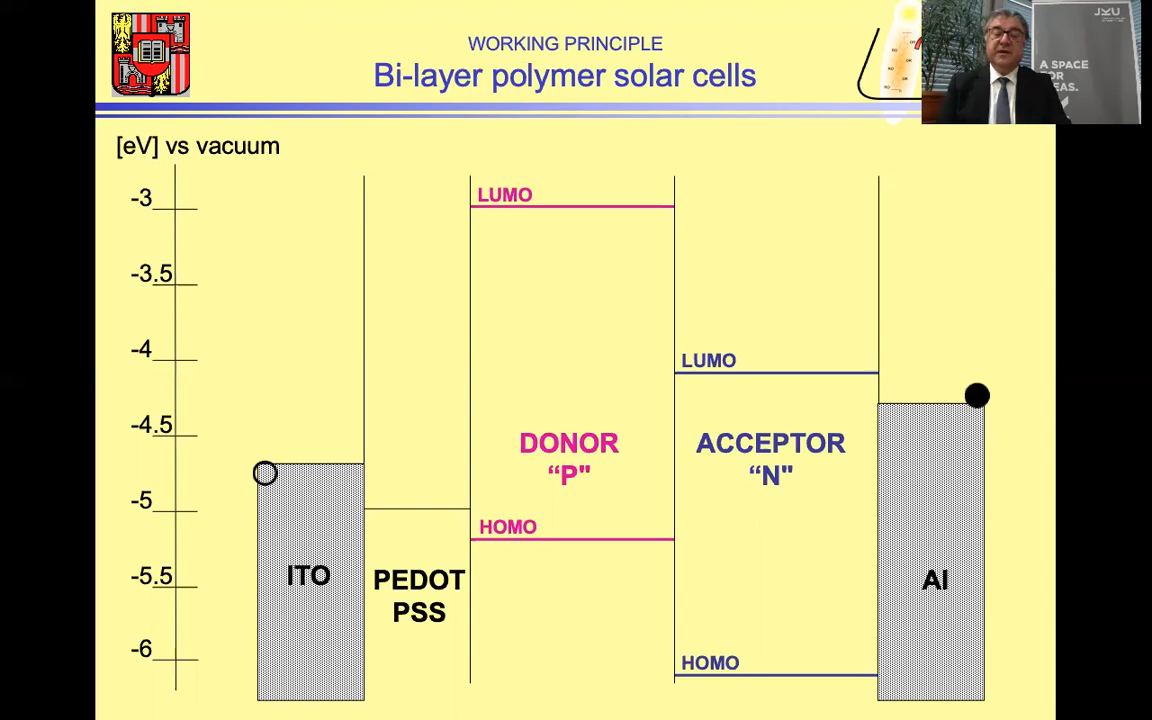 WORKING PRINCIPLE
Bi-layer polymer solar cells
JKU
A SPACE
FOR
EAS.
[eV] vs vacuum
-3
-3.5
-4
-4.5
-5
-5.5
-6
LUMO
LUMO
DONOR
“P"
ACCEPTOR
“N"
HOMO
ITO
PEDOT
PSS
Al
HOMO